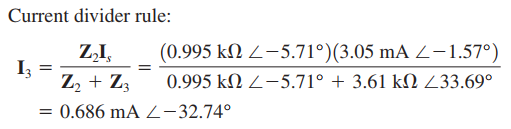 Current divider rule:
I₃ = Z₂Iₛ / (Z₂ + Z₃) = (0.995 kΩ ∠−5.71°)(3.05 mA ∠−1.57°) / (0.995 kΩ ∠−5.71° + 3.61 kΩ ∠33.69°)
= 0.686 mA ∠−32.74°